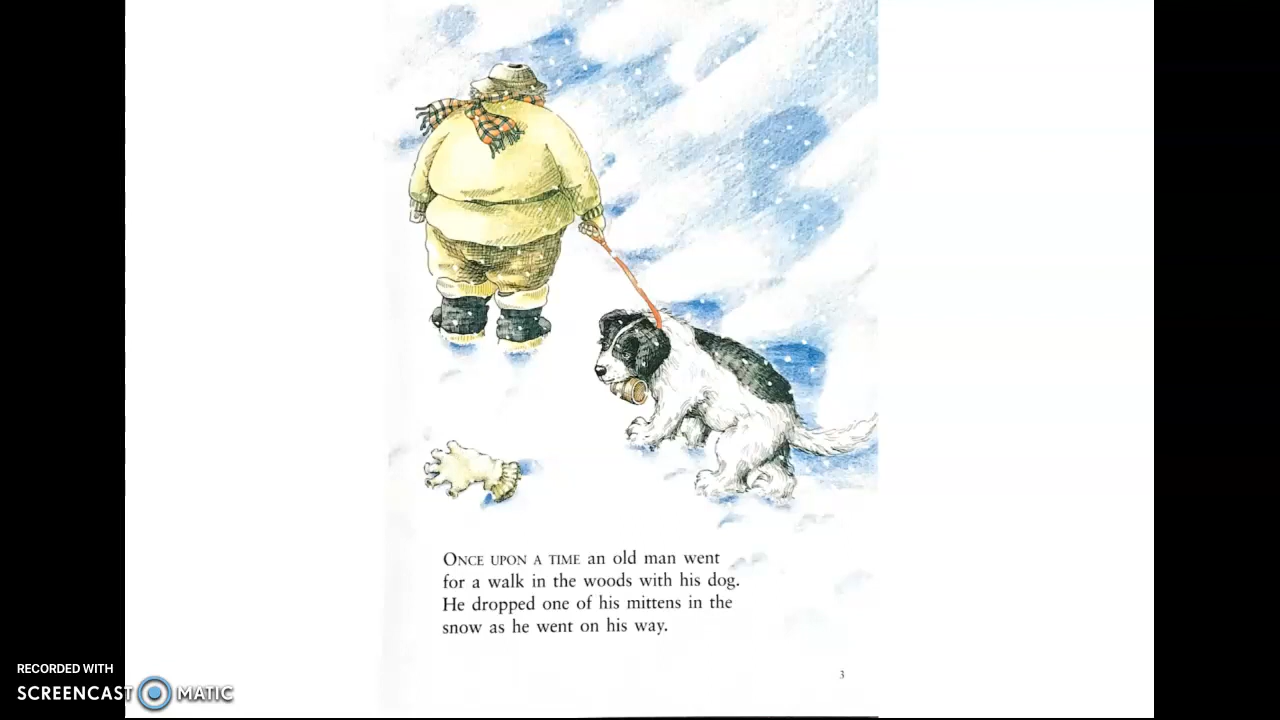 ONCE UPON A TIME an old man went
for a walk in the woods with his dog.
He dropped one of his mittens in the
snow as he went on his way.
3
RECORDED WITH
SCREENCAST MATIC